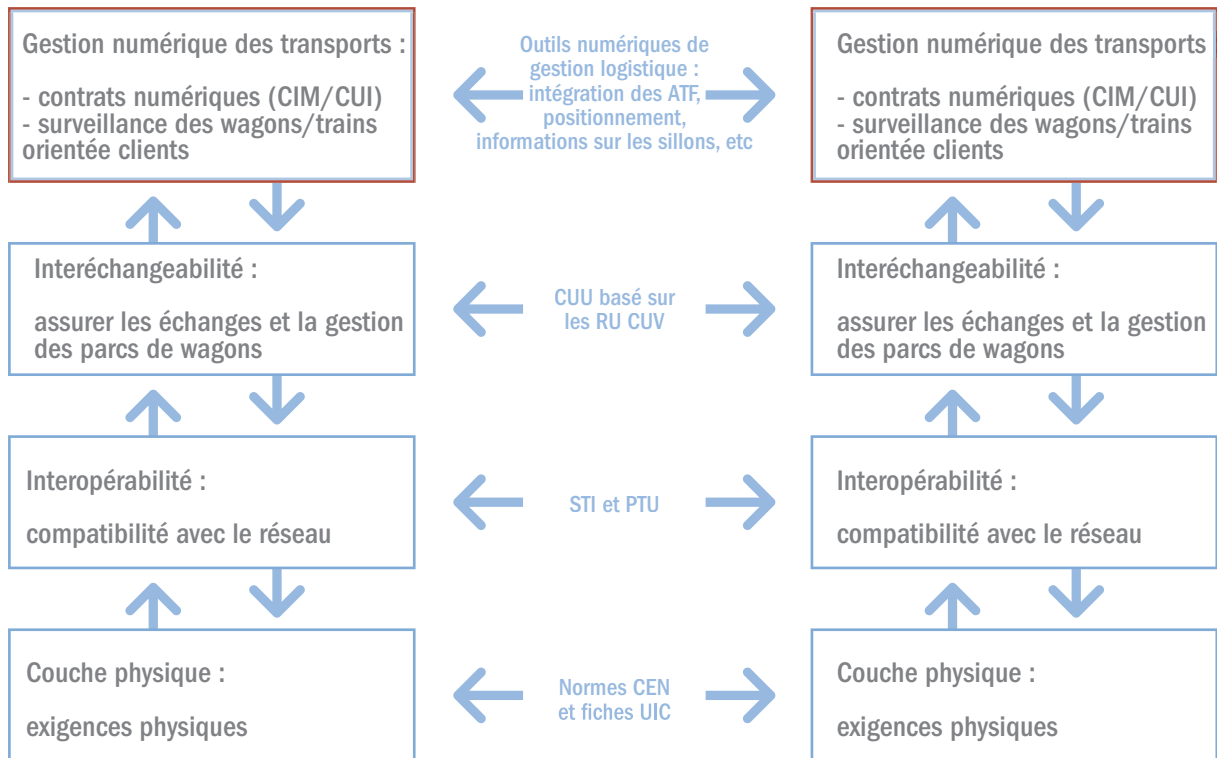 Gestion numérique des transports :
- contrats numériques (CIM/CUI)
- surveillance des wagons/trains
orientée clients
Outils numériques de
gestion logistique :
intégration des ATF,
positionnement,
informations sur les sillons, etc
Gestion numérique des transports
- contrats numériques (CIM/CUI)
- surveillance des wagons/trains
orientée clients
Interéchangeabilité :
assurer les échanges et la gestion
des parcs de wagons
CUU basé sur
les RU CUV
Interéchangeabilité :
assurer les échanges et la gestion
des parcs de wagons
Interopérabilité :
compatibilité avec le réseau
STI et PTU
Interopérabilité :
compatibilité avec le réseau
Couche physique :
exigences physiques
Normes CEN
et fiches UIC
Couche physique :
exigences physiques